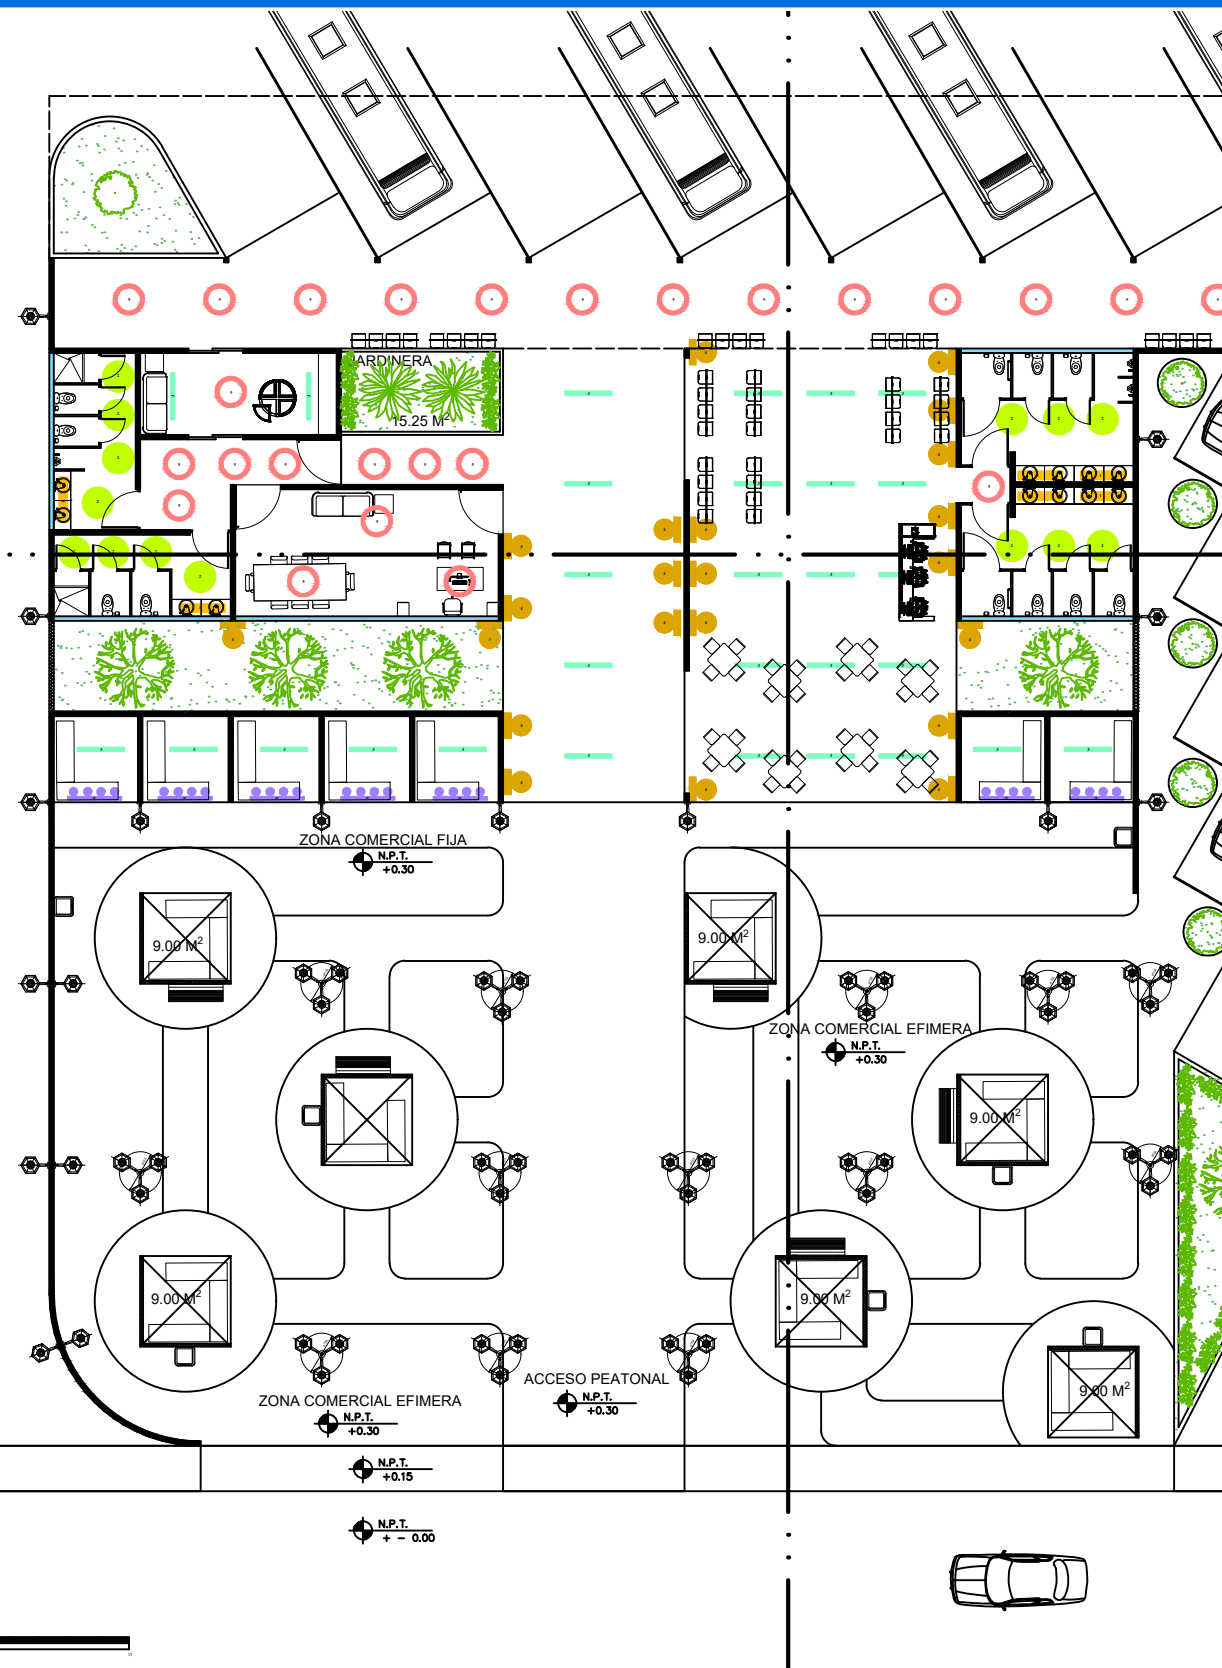 JARDINERA
15.25 M²
ZONA COMERCIAL FIJA
N.P.T.
+0.30
9.00 M²
9.00 M²
ZONA COMERCIAL EFIMERA
N.P.T.
+0.30
9.00 M²
9.00 M²
9.00 M²
ACCESO PEATONAL
N.P.T.
+0.30
9.00 M²
ZONA COMERCIAL EFIMERA
N.P.T.
+0.30
N.P.T.
+0.15
N.P.T.
+ - 0.00